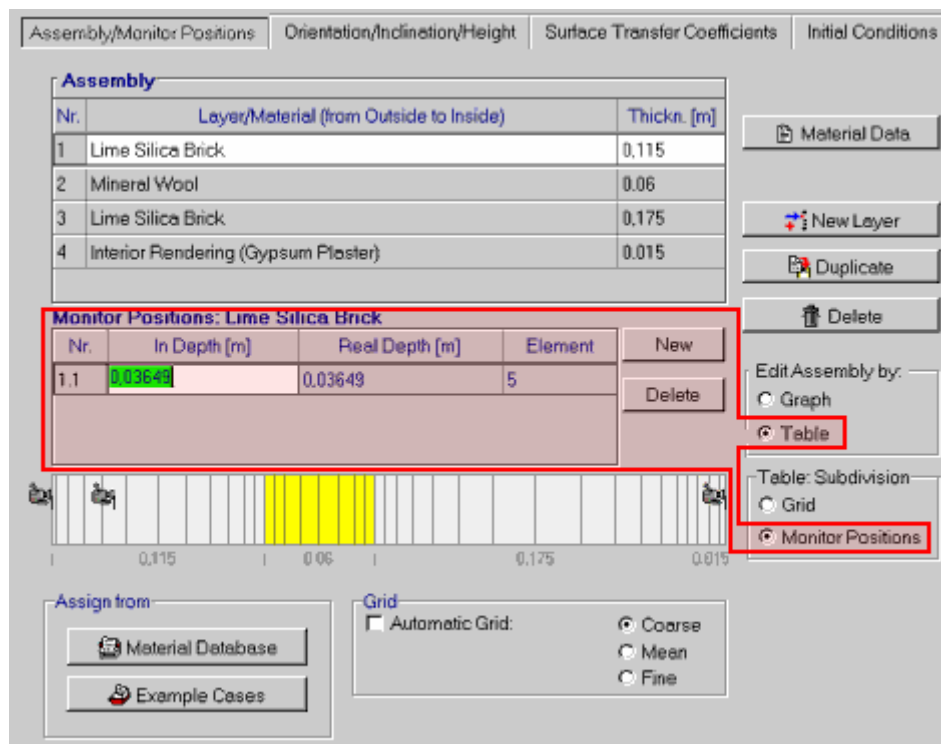 Assembly/Monitor Positions Orientation/Inclination/Height Surface Transfer Coefficients Initial Conditions
Assembly
Nr. Layer/Material (from Outside to Inside) Thickn. [m]
1 Lime Silica Brick 0,115
Material Data
2 Mineral Wool 0.06
3 Lime Silica Brick 0,175
New Layer
4 Interior Rendering (Gypsum Plaster) 0.015
Duplicate
Delete
Monitor Positions: Lime Silica Brick
Nr. In Depth [m] Real Depth [m] Element New
1.1 0,03649 0,03649 5
Delete
Edit Assembly by:
Graph
Table
Table: Subdivision
Grid
Monitor Positions
0,115 0.06 0,175 0.015
Assign from
Material Database
Example Cases
Grid
Automatic Grid: Coarse
Mean
Fine